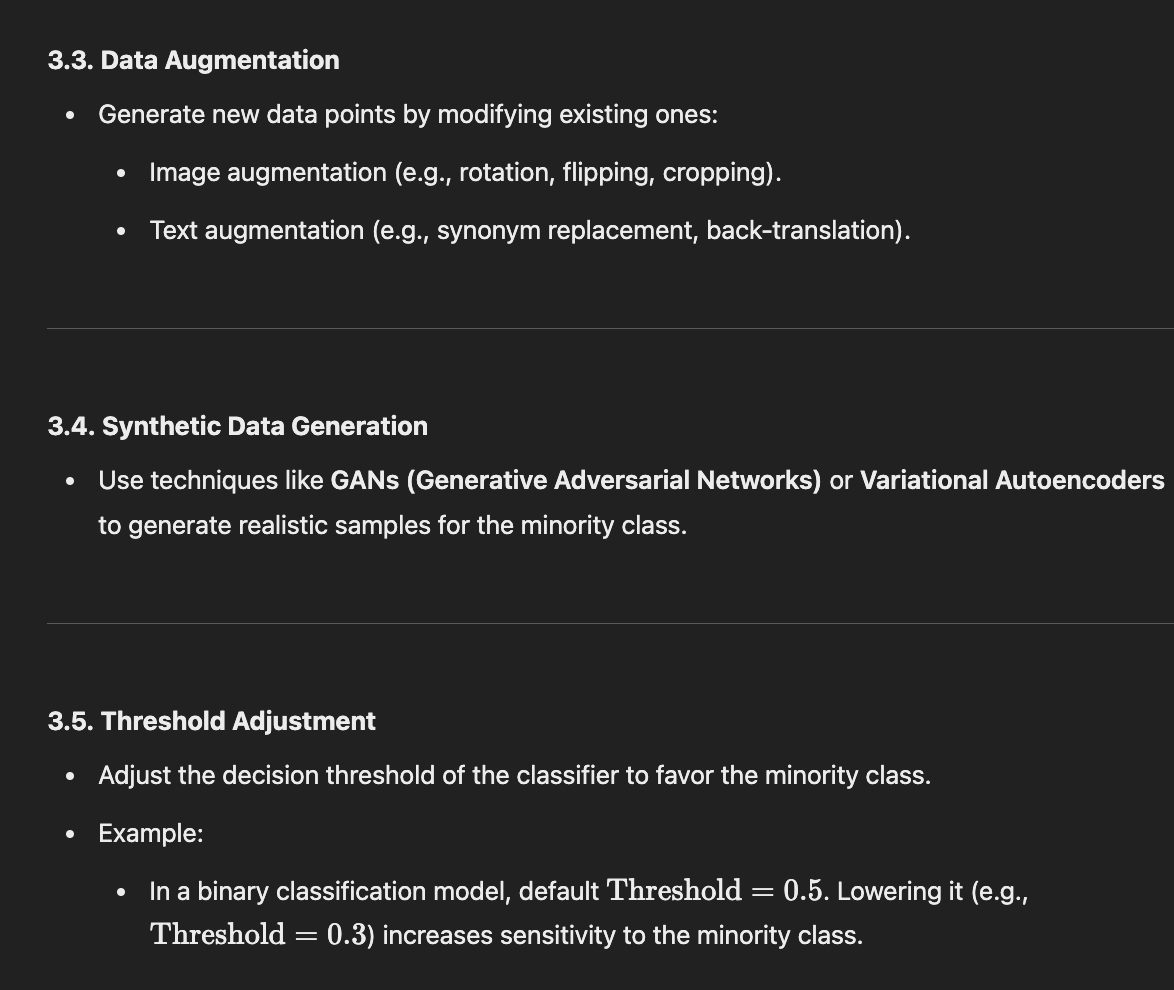 3.3. Data Augmentation
• Generate new data points by modifying existing ones:
• Image augmentation (e.g., rotation, flipping, cropping).
• Text augmentation (e.g., synonym replacement, back-translation).
3.4. Synthetic Data Generation
• Use techniques like GANs (Generative Adversarial Networks) or Variational Autoencoders
to generate realistic samples for the minority class.
3.5. Threshold Adjustment
• Adjust the decision threshold of the classifier to favor the minority class.
• Example:
• In a binary classification model, default Threshold = 0.5. Lowering it (e.g.,
Threshold = 0.3) increases sensitivity to the minority class.